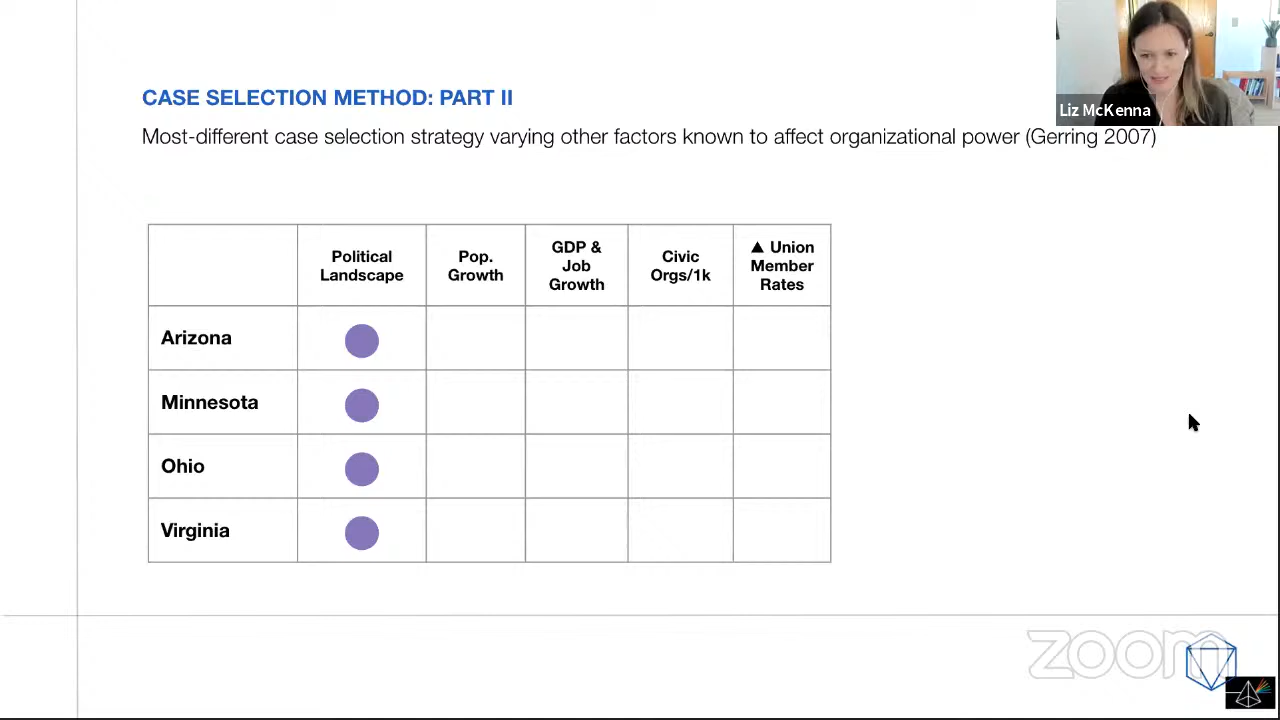 CASE SELECTION METHOD: PART II
Liz McKenna
Most-different case selection strategy varying other factors known to affect organizational power (Gerring 2007)
Political
Landscape
Pop.
Growth
GDP &
Job
Growth
Civic
Orgs/1k
▲ Union
Member
Rates
Arizona
Minnesota
Ohio
Virginia
zoom